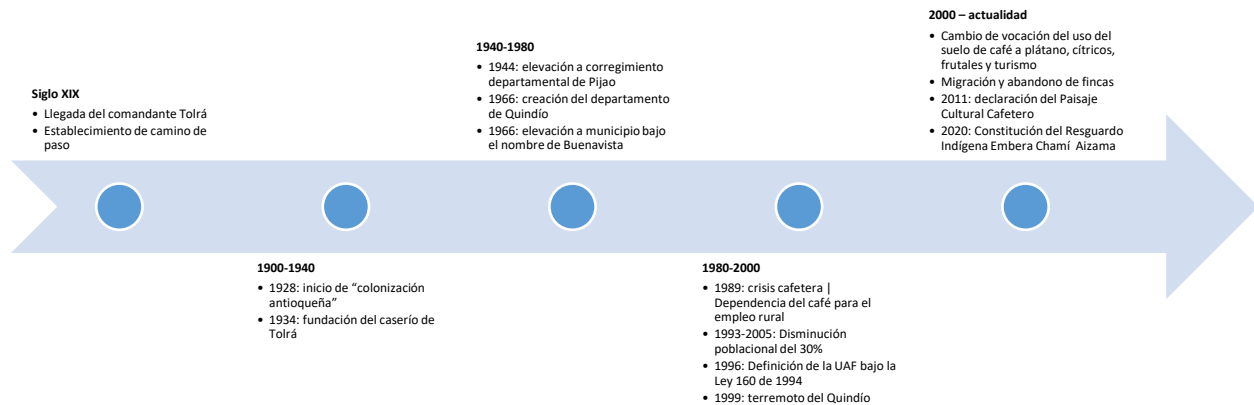 Siglo XIX
• Llegada del comandante Tolrá
• Establecimiento de camino de
paso
1900-1940
• 1928: inicio de “colonización
antioqueña”
• 1934: fundación del caserío de
Tolrá
1940-1980
• 1944: elevación a corregimiento
departamental de Pijao
• 1966: creación del departamento
de Quindío
• 1966: elevación a municipio bajo
el nombre de Buenavista
1980-2000
• 1989: crisis cafetera |
Dependencia del café para el
empleo rural
• 1993-2005: Disminución
poblacional del 30%
• 1996: Definición de la UAF bajo la
Ley 160 de 1994
• 1999: terremoto del Quindío
2000 – actualidad
• Cambio de vocación del uso del
suelo de café a plátano, cítricos,
frutales y turismo
• Migración y abandono de fincas
• 2011: declaración del Paisaje
Cultural Cafetero
• 2020: Constitución del Resguardo
Indígena Embera Chamí Aizama